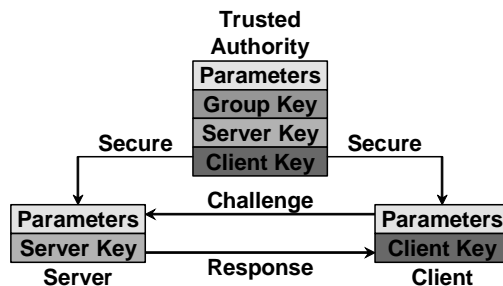 Trusted
Authority
Parameters
Group Key
Server Key
Client Key
Secure
Secure
Challenge
Parameters
Server Key
Server
Response
Parameters
Client Key
Client